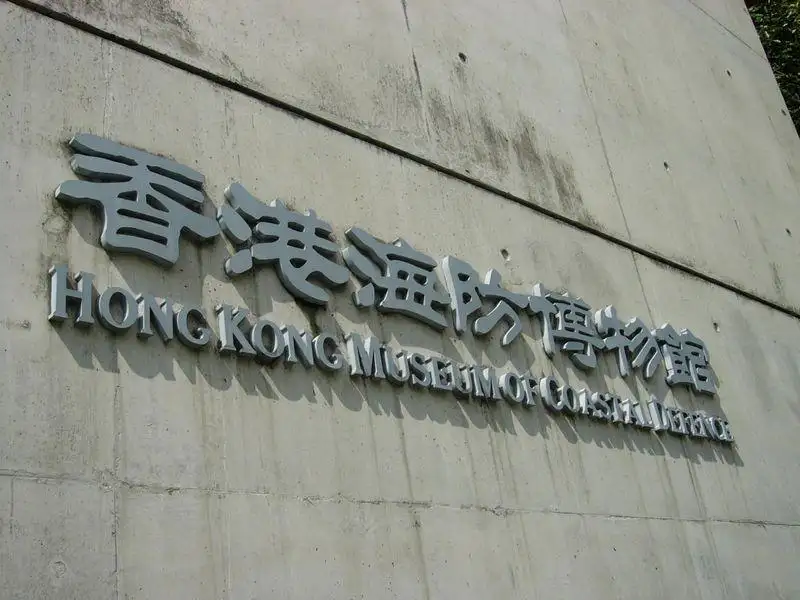 香港海防博物館
HONG KONG MUSEUM OF COASTAL DEFENCE